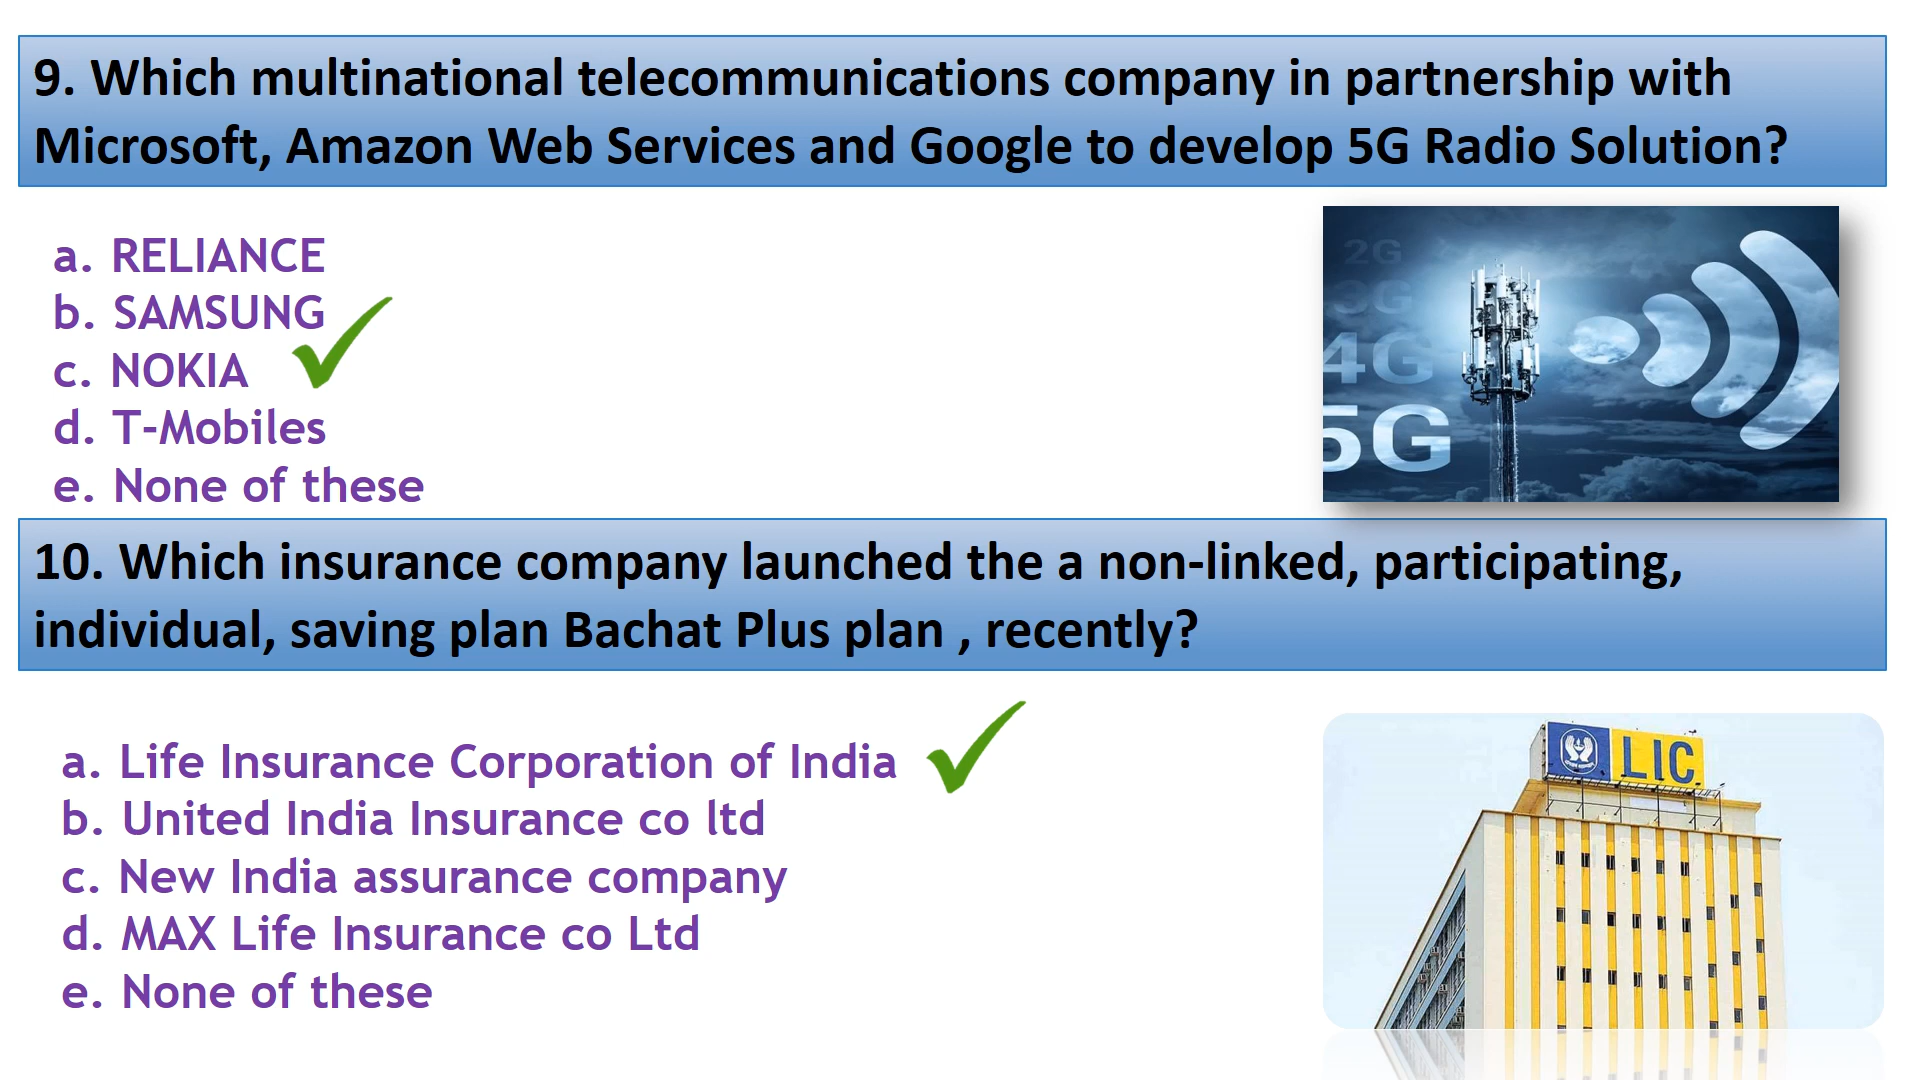 9. Which multinational telecommunications company in partnership with
Microsoft, Amazon Web Services and Google to develop 5G Radio Solution?
a. RELIANCE
b. SAMSUNG
c. NOKIA
d. T-Mobiles
e. None of these
2G
3G
4G
5G
10. Which insurance company launched the a non-linked, participating,
individual, saving plan Bachat Plus plan , recently?
a. Life Insurance Corporation of India
b. United India Insurance co ltd
c. New India assurance company
d. MAX Life Insurance co Ltd
e. None of these
LIC